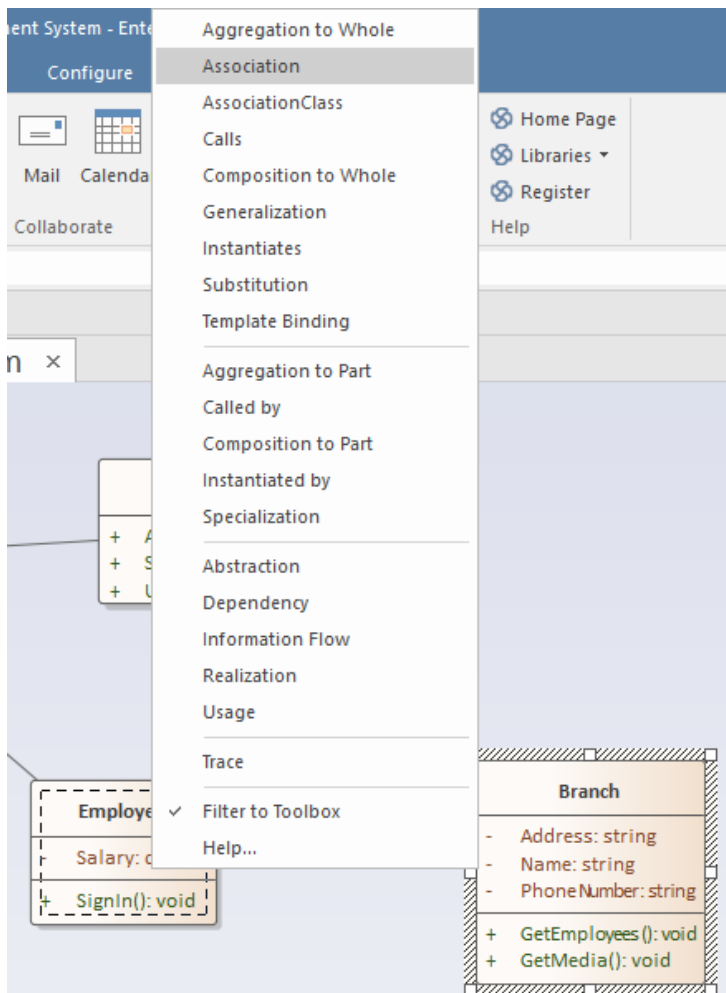 System - Ente
Configure
Mail
Calenda
Collaborate
Aggregation to Whole
Association
AssociationClass
Calls
Composition to Whole
Generalization
Instantiates
Substitution
Template Binding
Aggregation to Part
Called by
Composition to Part
Instantiated by
Specialization
Abstraction
Dependency
Information Flow
Realization
Usage
Trace
Filter to Toolbox
Help...
Home Page
Libraries
Register
Help
+ A
+ S
+ U
Employe
- Salary: d
+ SignIn(): void
Branch
- Address: string
- Name: string
- PhoneNumber: string
+ GetEmployees(): void
+ GetMedia(): void